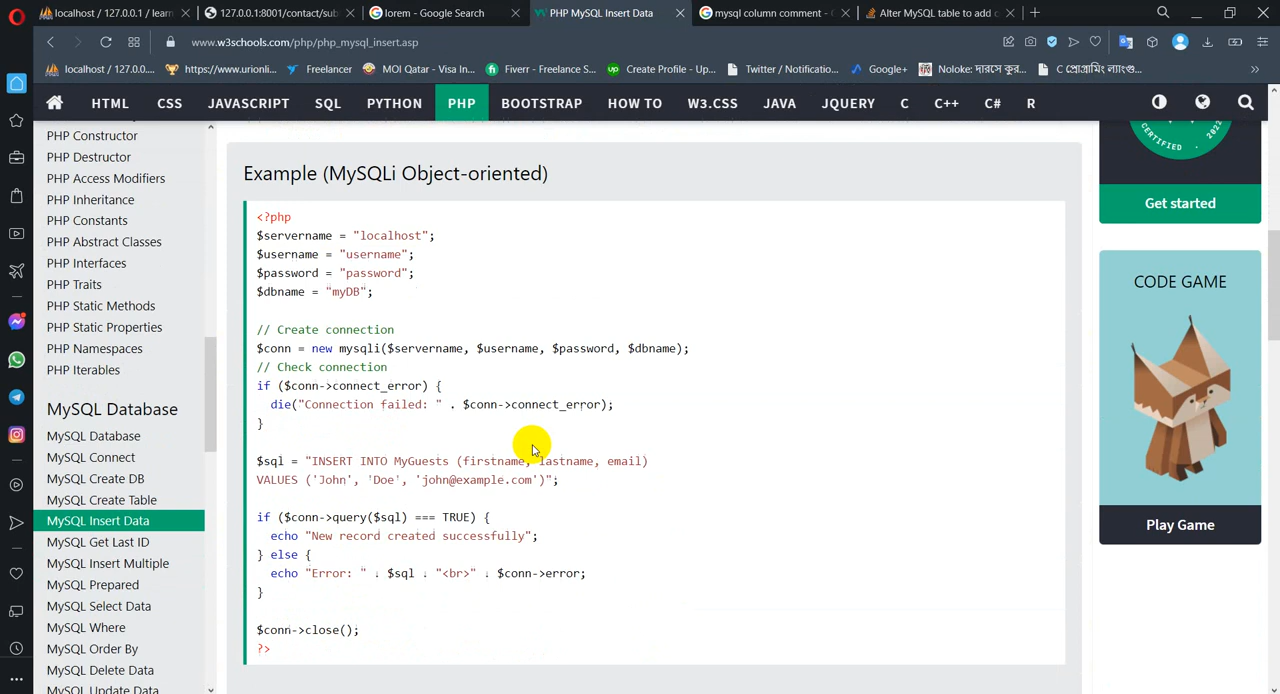 localhost / 127.0.0.1 / learn
127.0.0.1:8001/contact/sub
lorem - Google Search
PHP MySQL Insert Data
mysql column comment -
Alter MySQL table to add c
www.w3schools.com/php/php_mysql_insert.asp
localhost / 127.0.0....
https://www.urionli...
Freelancer
MOI Qatar - Visa In...
Fiverr - Freelance S...
Create Profile - Up...
Twitter / Notificatio...
Google+
Noloke: দারসে কুর...
C প্রোগ্রামিং ল্যাংগু...
HTML
CSS
JAVASCRIPT
SQL
PYTHON
PHP
BOOTSTRAP
HOW TO
W3.CSS
JAVA
JQUERY
C
C++
C#
R
PHP Constructor
PHP Destructor
PHP Access Modifiers
PHP Inheritance
PHP Constants
PHP Abstract Classes
PHP Interfaces
PHP Traits
PHP Static Methods
PHP Static Properties
PHP Namespaces
PHP Iterables
MySQL Database
MySQL Database
MySQL Connect
MySQL Create DB
MySQL Create Table
MySQL Insert Data
MySQL Get Last ID
MySQL Insert Multiple
MySQL Prepared
MySQL Select Data
MySQL Where
MySQL Order By
MySQL Delete Data
MySQL Update Data
Example (MySQLi Object-oriented)
<?php
$servername = "localhost";
$username = "username";
$password = "password";
$dbname = "myDB";
// Create connection
$conn = new mysqli($servername, $username, $password, $dbname);
// Check connection
if ($conn->connect_error) {
die("Connection failed: " . $conn->connect_error);
}
$sql = "INSERT INTO MyGuests (firstname, lastname, email)
VALUES ('John', 'Doe', 'john@example.com')";
if ($conn->query($sql) === TRUE) {
echo "New record created successfully";
} else {
echo "Error: " . $sql . "<br>" . $conn->error;
}
$conn->close();
?>
CERTIFIED . 2022
Get started
CODE GAME
Play Game